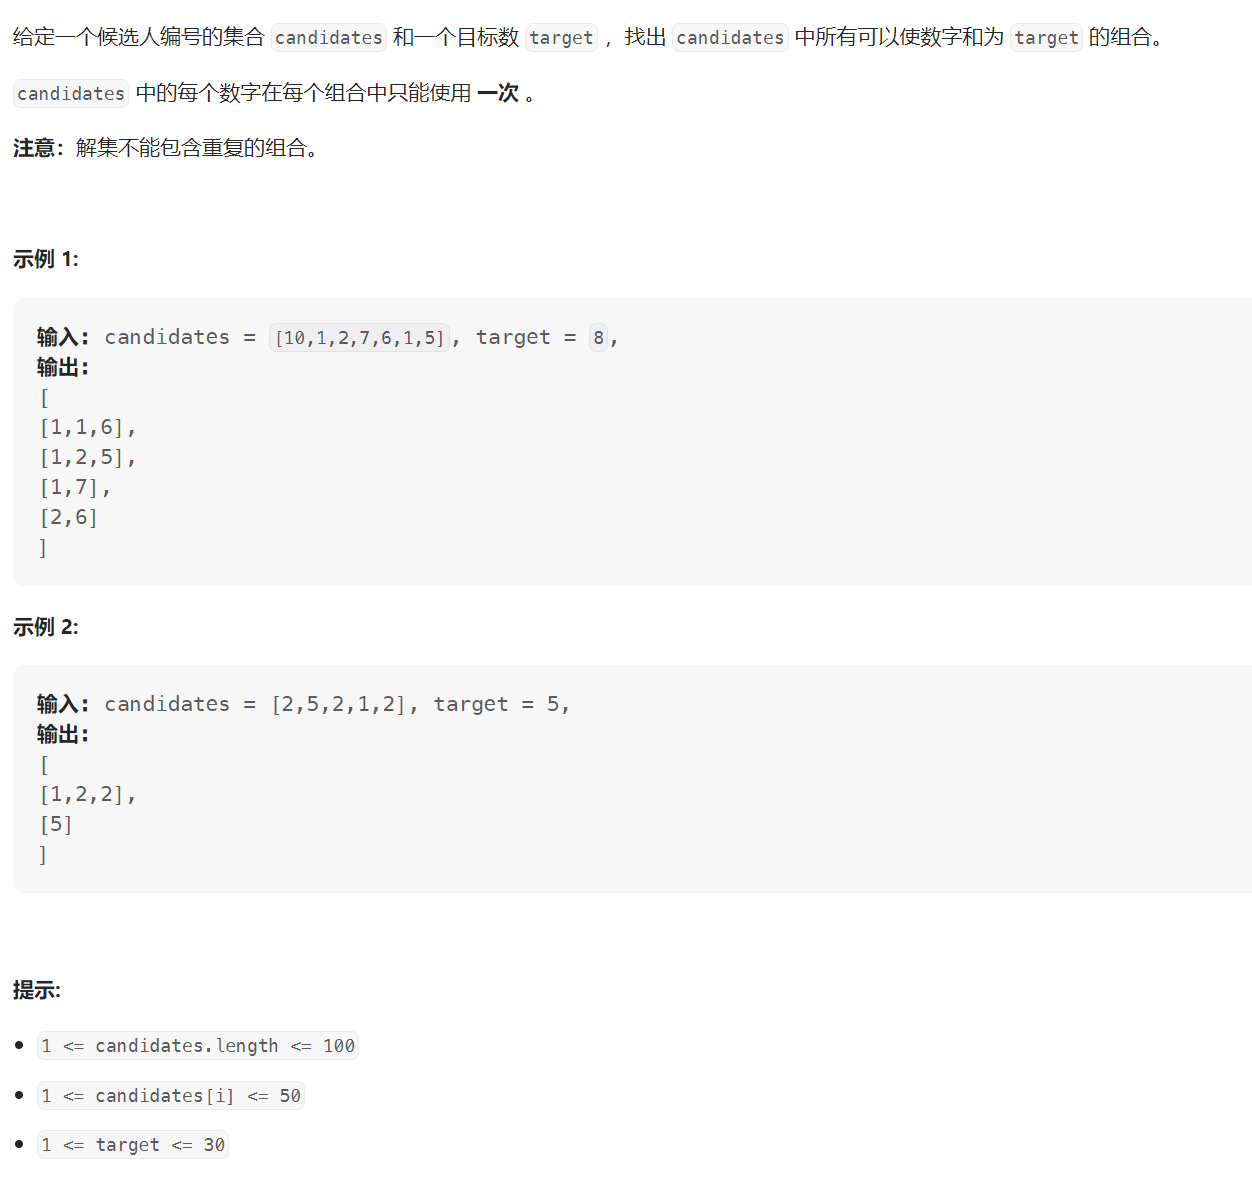 给定一个候选人编号的集合 candidates 和一个目标数 target ，找出 candidates 中所有可以使数字和为 target 的组合。
candidates 中的每个数字在每个组合中只能使用 一次 。
注意：解集不能包含重复的组合。
示例 1:
输入: candidates = [10,1,2,7,6,1,5], target = 8,
输出:
[
[1,1,6],
[1,2,5],
[1,7],
[2,6]
]
示例 2:
输入: candidates = [2,5,2,1,2], target = 5,
输出:
[
[1,2,2],
[5]
]
提示:
• 1 <= candidates.length <= 100
• 1 <= candidates[i] <= 50
• 1 <= target <= 30